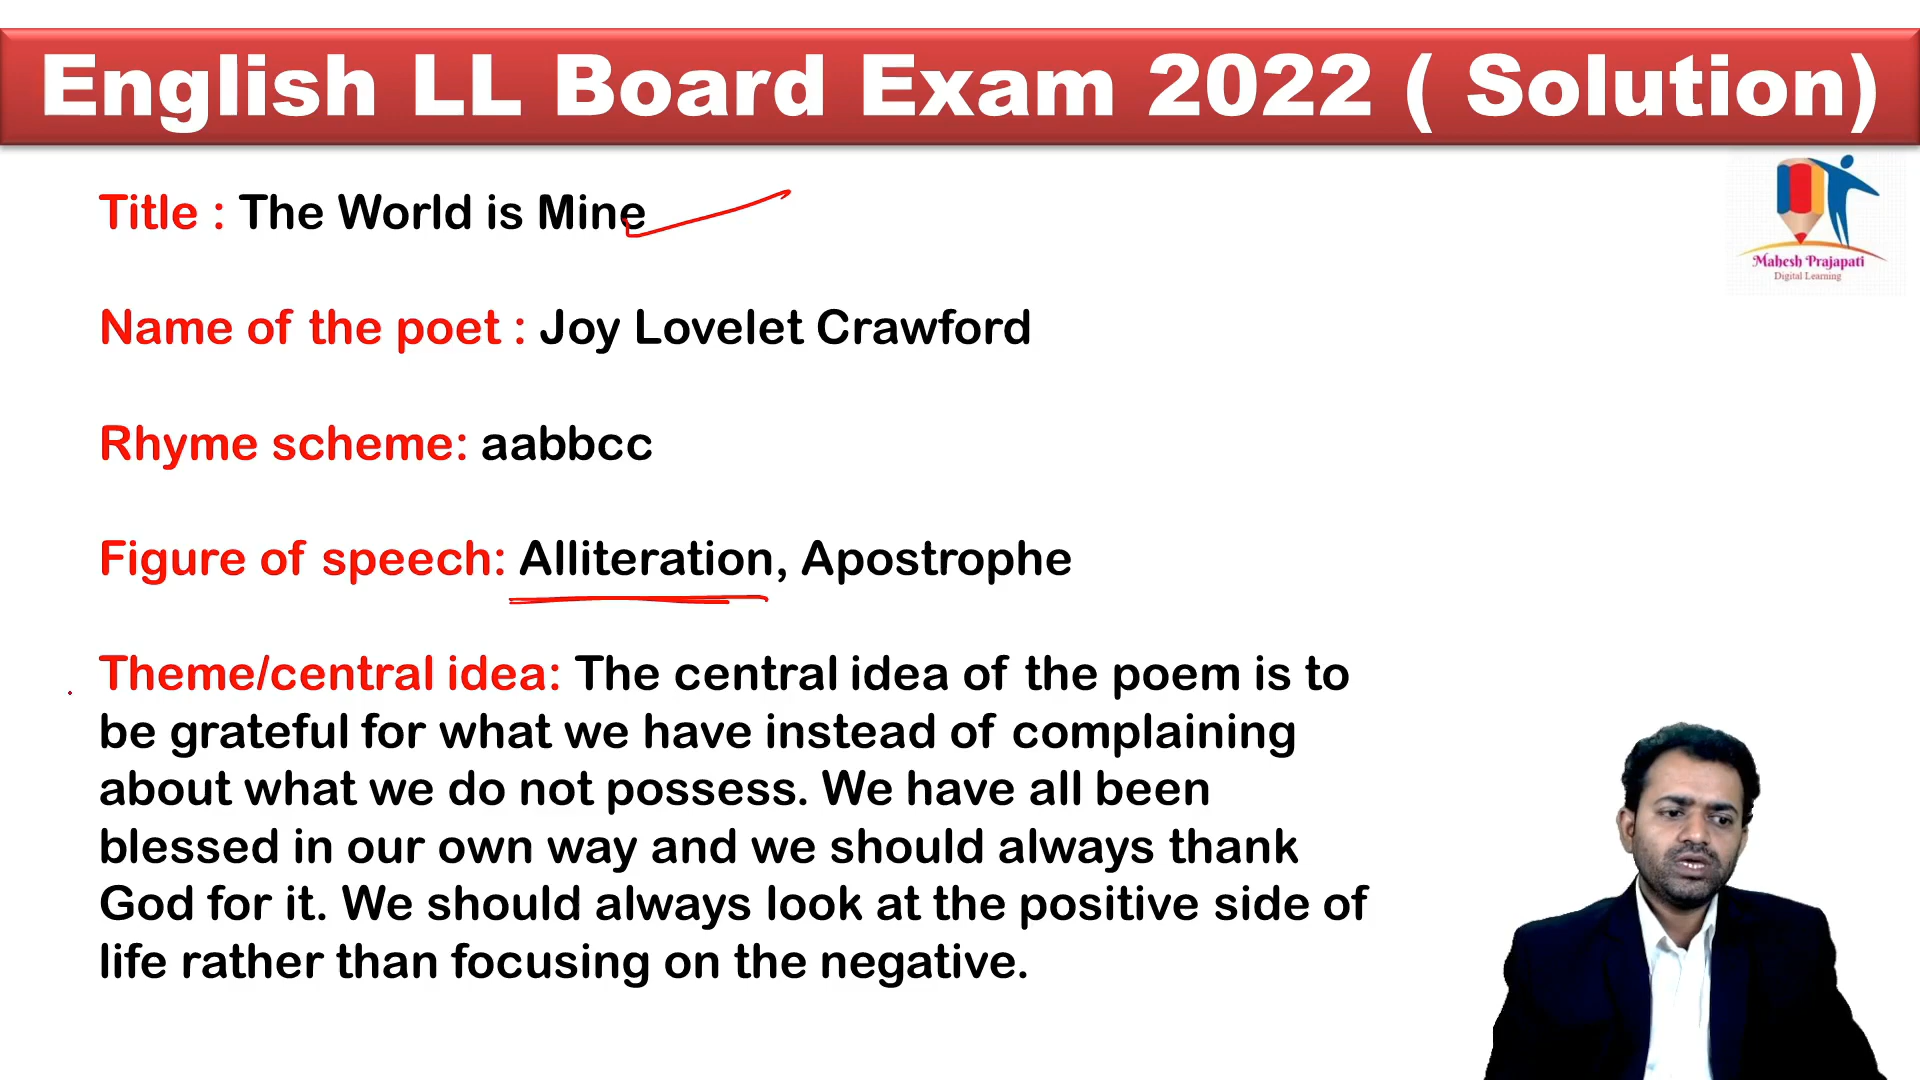 English LL Board Exam 2022 ( Solution)
Mahesh Prajapati
Digital Learning
Title : The World is Mine
Name of the poet : Joy Lovelet Crawford
Rhyme scheme: aabbcc
Figure of speech: Alliteration, Apostrophe
Theme/central idea: The central idea of the poem is to
be grateful for what we have instead of complaining
about what we do not possess. We have all been
blessed in our own way and we should always thank
God for it. We should always look at the positive side of
life rather than focusing on the negative.